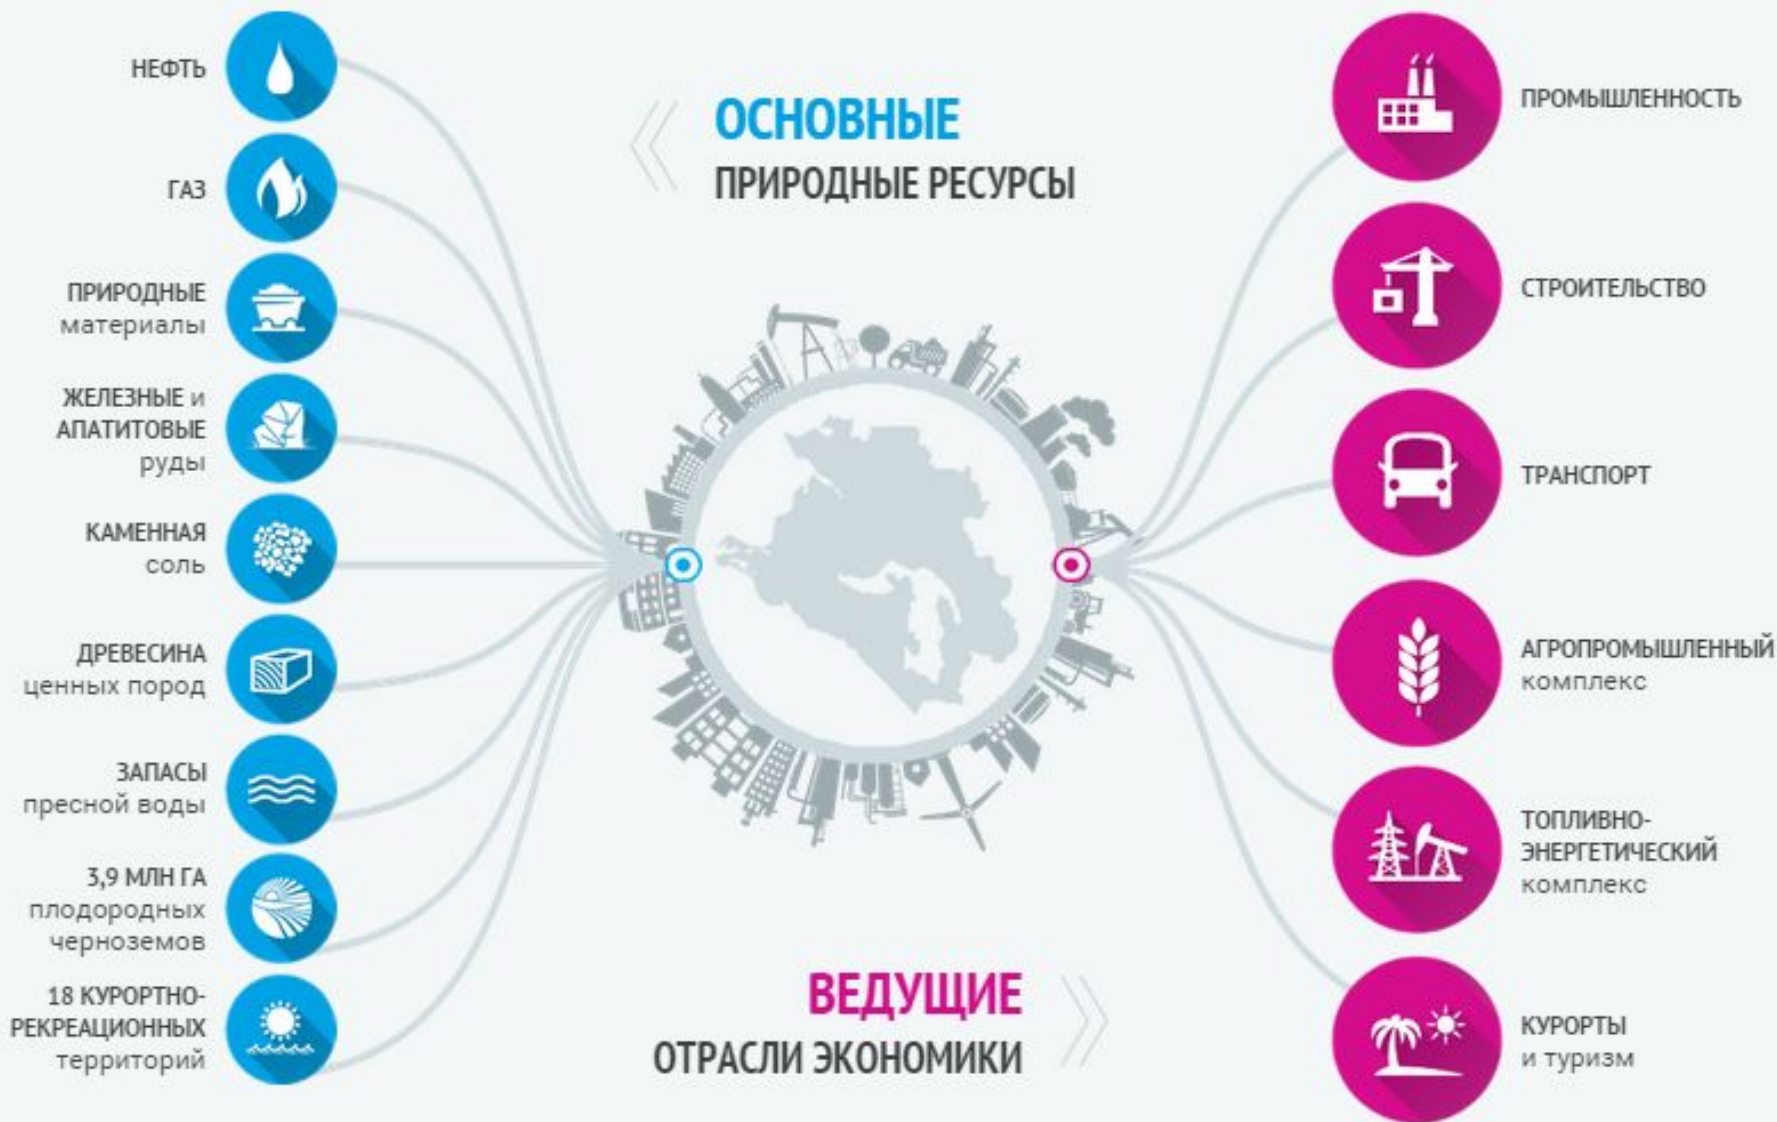 НЕФТЬ
ГАЗ
ПРИРОДНЫЕ
материалы
ЖЕЛЕЗНЫЕ и
АПАТИТОВЫЕ
руды
КАМЕННАЯ
соль
ДРЕВЕСИНА
ценных пород
ЗАПАСЫ
пресной воды
3,9 МЛН ГА
плодородных
черноземов
18 КУРОРТНО-
РЕКРЕАЦИОННЫХ
территорий
ОСНОВНЫЕ
ПРИРОДНЫЕ РЕСУРСЫ
ВЕДУЩИЕ
ОТРАСЛИ ЭКОНОМИКИ
ПРОМЫШЛЕННОСТЬ
СТРОИТЕЛЬСТВО
ТРАНСПОРТ
АГРОПРОМЫШЛЕННЫЙ
комплекс
ТОПЛИВНО-
ЭНЕРГЕТИЧЕСКИЙ
комплекс
КУРОРТЫ
и туризм